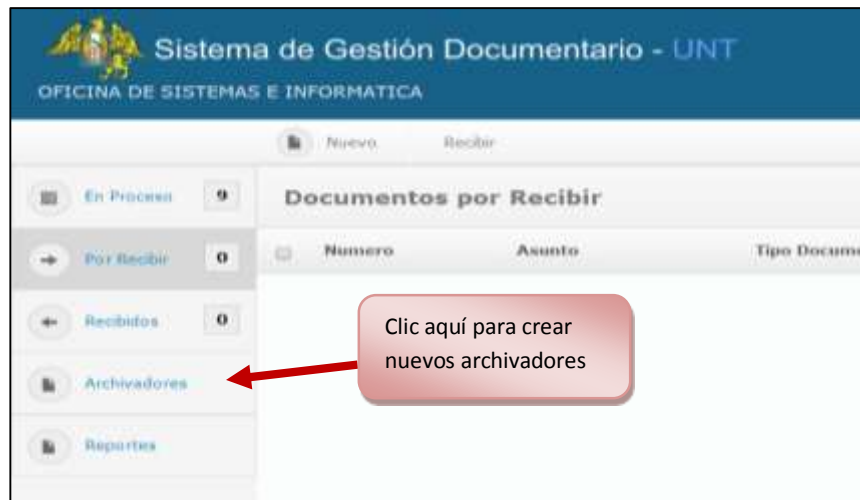 Sistema de Gestión Documentario - UNT
OFICINA DE SISTEMAS E INFORMATICA
Nuevo Recibir
En Proceso 9
Documentos por Recibir
Por Recibir 0
Numero Asunto Tipo Docume
Recibidos 0
Clic aquí para crear
nuevos archivadores
Archivadores
Reportes